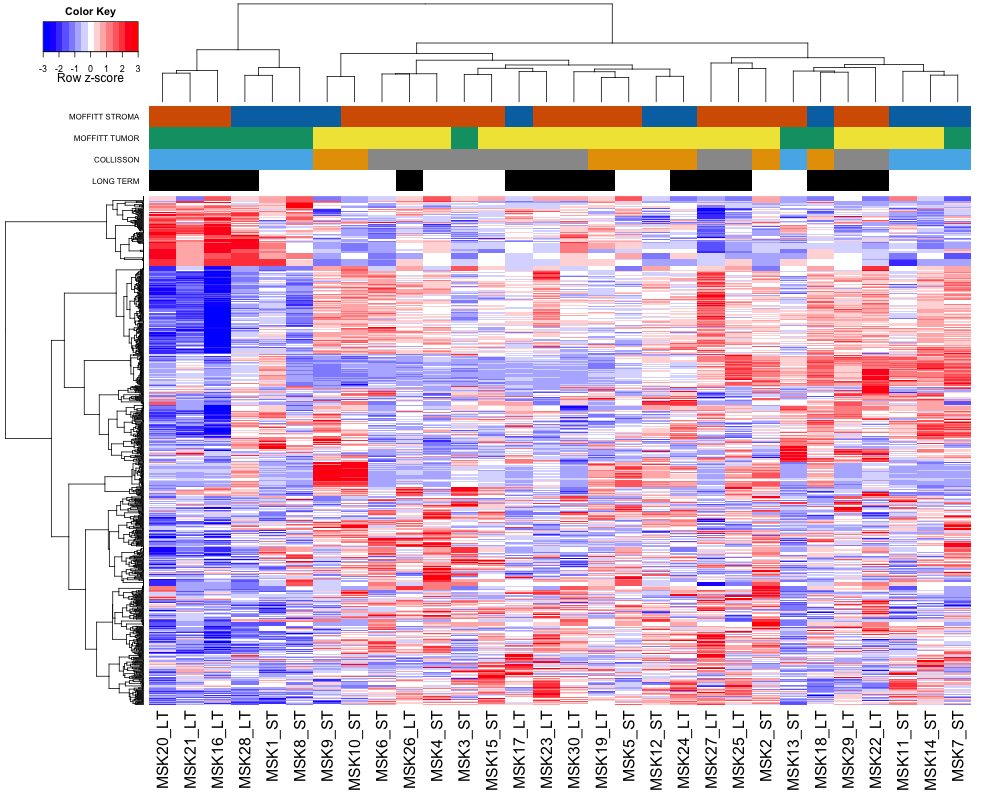 Color Key
-3 -2 -1 0 1 2 3
Row z-score
MOFFITT STROMA
MOFFITT TUMOR
COLLISSON
LONG TERM
MSK20_LT
MSK21_LT
MSK16_LT
MSK28_LT
MSK1_ST
MSK8_ST
MSK9_ST
MSK10_ST
MSK6_ST
MSK26_LT
MSK4_ST
MSK3_ST
MSK15_ST
MSK17_LT
MSK23_LT
MSK30_LT
MSK19_LT
MSK5_ST
MSK12_ST
MSK24_LT
MSK27_LT
MSK25_LT
MSK2_ST
MSK13_ST
MSK18_LT
MSK29_LT
MSK22_LT
MSK11_ST
MSK14_ST
MSK7_ST